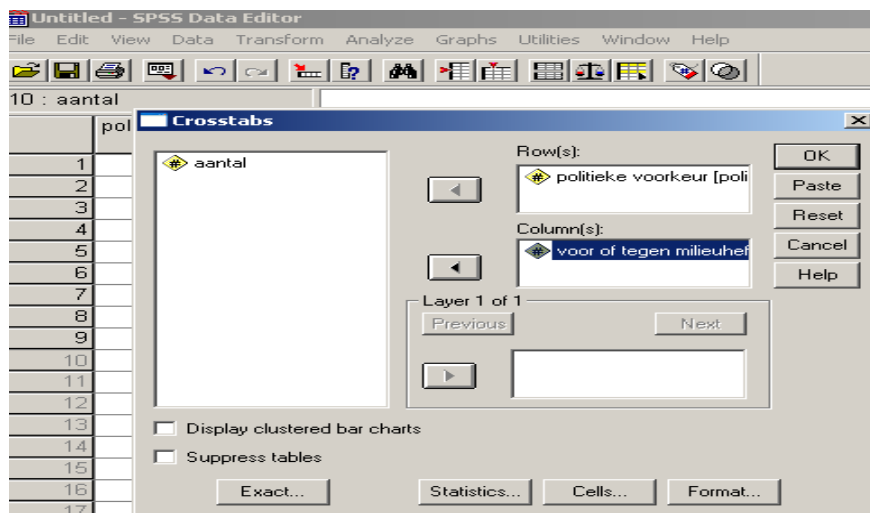 Untitled - SPSS Data Editor
File Edit View Data Transform Analyze Graphs Utilities Window Help
10 : aantal
pol
Crosstabs
aantal
Row(s):
politieke voorkeur [poli
Column(s):
voor of tegen milieuhef
Layer 1 of 1
Previous Next
OK
Paste
Reset
Cancel
Help
1
2
3
4
5
6
7
8
9
10
11
12
13
14
15
16
17
Display clustered bar charts
Suppress tables
Exact... Statistics... Cells... Format...